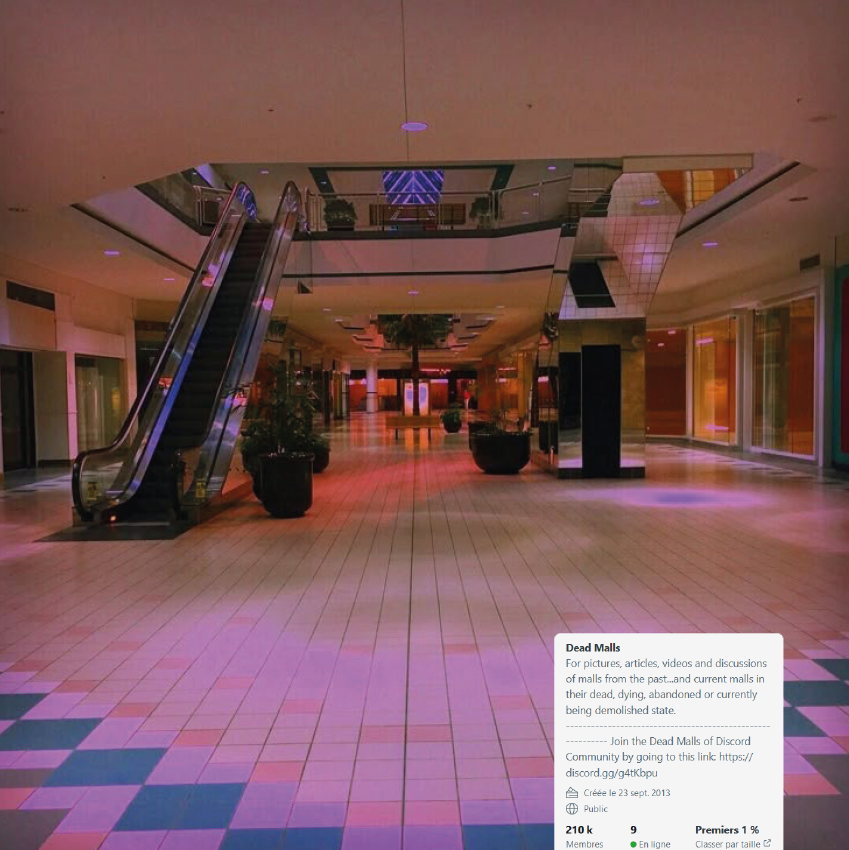 Dead Malls
For pictures, articles, videos and discussions
of malls from the past...and current malls in
their dead, dying, abandoned or currently
being demolished state.
---------------------------------------------------
---------- Join the Dead Malls of Discord
Community by going to this link: https://
discord.gg/g4tKbpu
Créée le 23 sept. 2013
Public
210 k 9 Premiers 1 %
Membres En ligne Classer par taille